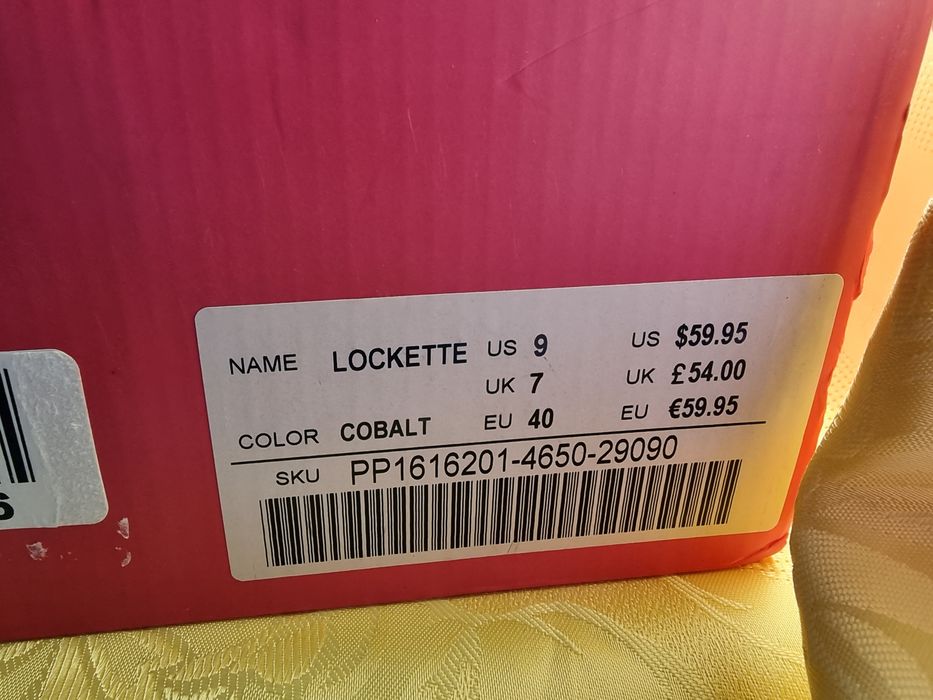 NAME LOCKETTE US 9 US $59.95
UK 7 UK £54.00
COLOR COBALT EU 40 EU €59.95
SKU PP1616201-4650-29090